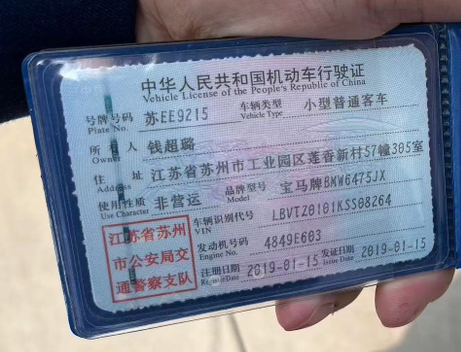 中华人民共和国机动车行驶证
Vehicle License of the People's Republic of China
号牌号码 苏EE9215 车辆类型 小型普通客车
Plate No. Vehicle Type
所有人 钱超璐
Owner
住址 江苏省苏州市工业园区莲香新村57幢305室
Address
使用性质 非营运 品牌型号 宝马牌BMW6475JX
Use Character Model
江苏省苏州市公安局交通警察支队
车辆识别代号 LBVTZ0101KSS08264
VIN
发动机号码 4849E603
Engine No.
注册日期 2019-01-15 发证日期 2019-01-15
Register Date Issue Date